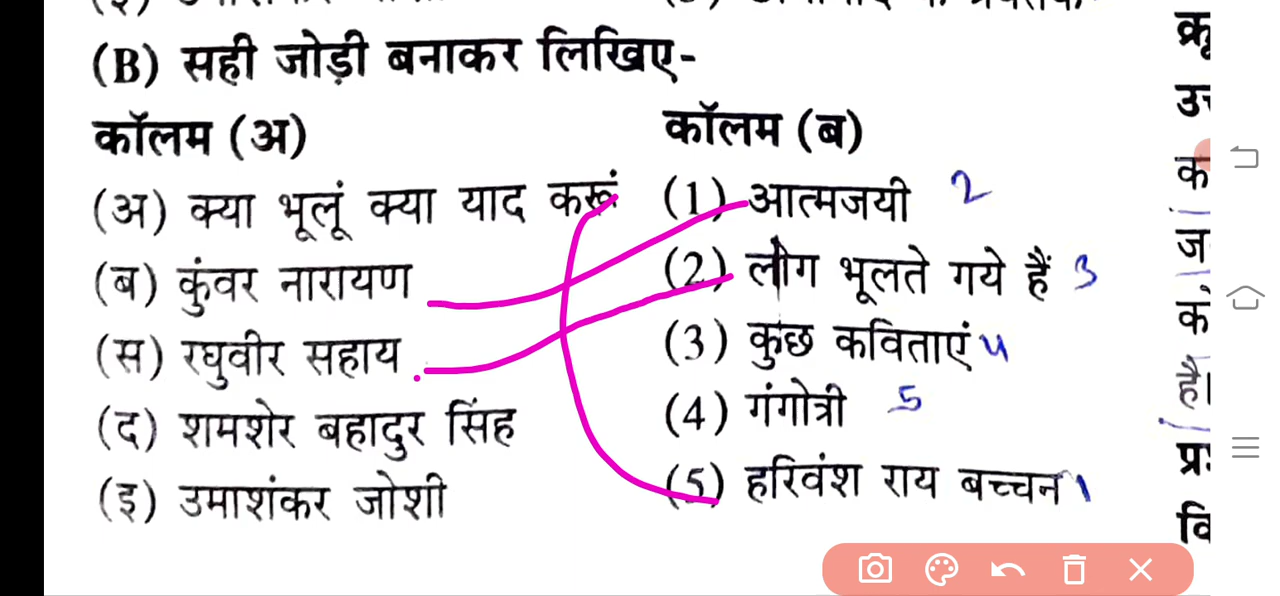 (B) सही जोड़ी बनाकर लिखिए-
कॉलम (अ)
कॉलम (ब)
(अ) क्या भूलूं क्या याद करूं
(1) आत्मजयी 2
(ब) कुंवर नारायण
(2) लोग भूलते गये हैं 3
(स) रघुवीर सहाय
(3) कुछ कविताएं 4
(द) शमशेर बहादुर सिंह
(4) गंगोत्री 5
(इ) उमाशंकर जोशी
(5) हरिवंश राय बच्चन 1